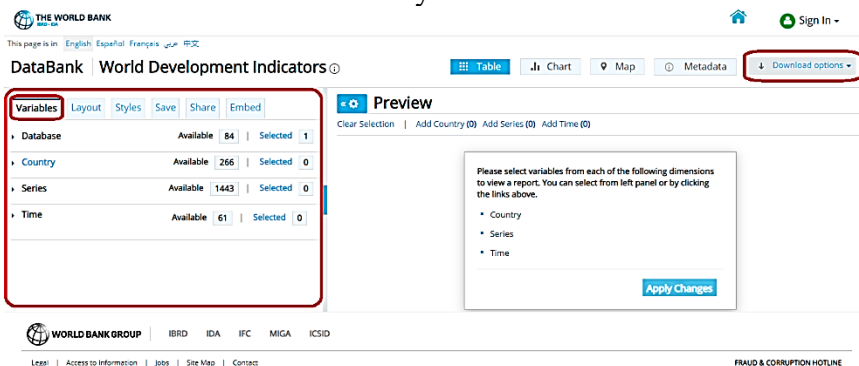 THE WORLD BANK
IBRD • IDA
Sign In
This page is in English Español Français عربي 中文
DataBank | World Development Indicators
Table Chart Map Metadata Download options
Variables Layout Styles Save Share Embed
Preview
Clear Selection | Add Country (0) Add Series (0) Add Time (0)
Database Available 84 | Selected 1
Country Available 266 | Selected 0
Series Available 1443 | Selected 0
Time Available 61 | Selected 0
Please select variables from each of the following dimensions
to view a report. You can select from left panel or by clicking
the links above.
• Country
• Series
• Time
Apply Changes
WORLD BANK GROUP | IBRD IDA IFC MIGA ICSID
Legal | Access to Information | Jobs | Site Map | Contact
FRAUD & CORRUPTION HOTLINE